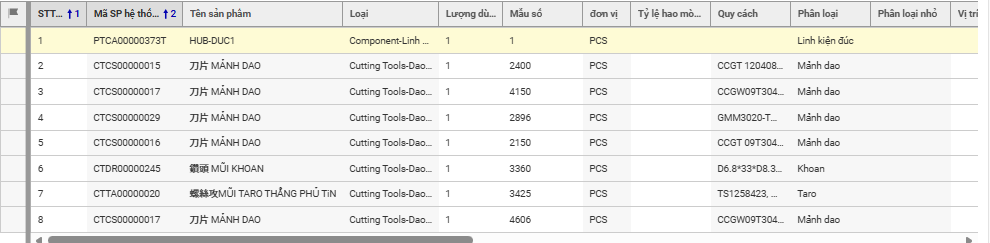 STT... 1 Mã SP hệ thố... 2 Tên sản phẩm Loại Lượng dù... Mẫu số đơn vị Tỷ lệ hao mò... Quy cách Phân loại Phân loại nhỏ Vị trí
1 PTCA00000373T HUB-DUC1 Component-Linh ... 1 1 PCS Linh kiện đúc
2 CTCS00000015 刀片 MẢNH DAO Cutting Tools-Dao... 1 2400 PCS CCGT 120408... Mảnh dao
3 CTCS00000017 刀片 MẢNH DAO Cutting Tools-Dao... 1 4150 PCS CCGW09T304... Mảnh dao
4 CTCS00000029 刀片 MẢNH DAO Cutting Tools-Dao... 1 2896 PCS GMM3020-T... Mảnh dao
5 CTCS00000016 刀片 MẢNH DAO Cutting Tools-Dao... 1 2150 PCS CCGT 09T304... Mảnh dao
6 CTDR00000245 鑽頭 MŨI KHOAN Cutting Tools-Dao... 1 3360 PCS D6.8*33*D8.3... Khoan
7 CTTA00000020 螺絲攻MŨI TARO THẲNG PHỦ TiN Cutting Tools-Dao... 1 3425 PCS TS1258423, ... Taro
8 CTCS00000017 刀片 MẢNH DAO Cutting Tools-Dao... 1 4606 PCS CCGW09T304... Mảnh dao